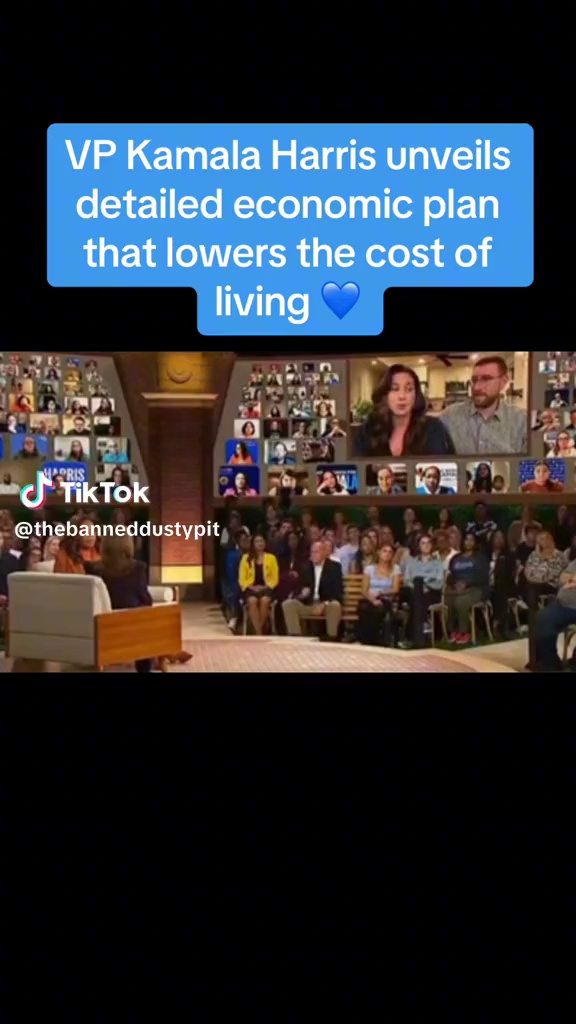 VP Kamala Harris unveils
detailed economic plan
that lowers the cost of
living 💙
HARRIS
TikTok
@thebanneddustypit